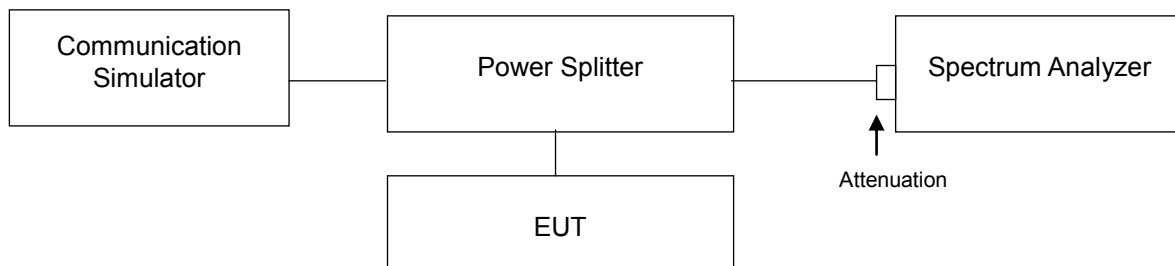 Communication
Simulator
Power Splitter
Spectrum Analyzer
Attenuation
EUT